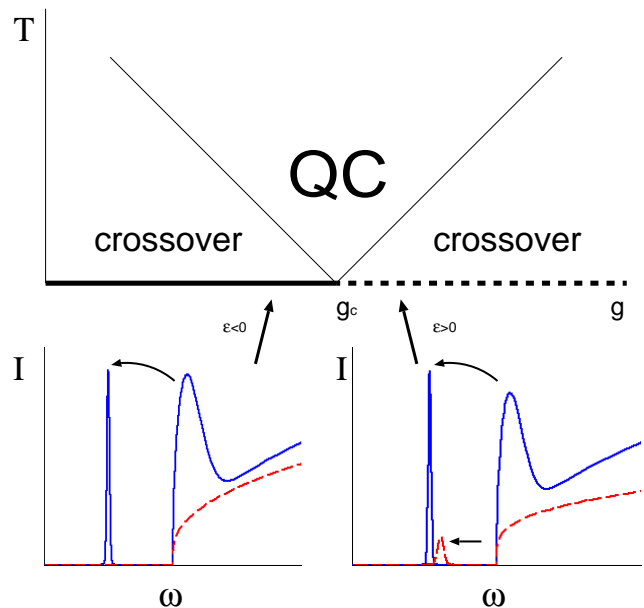 T
QC
crossover crossover
gc g
ε<0 ε>0
I I
ω ω